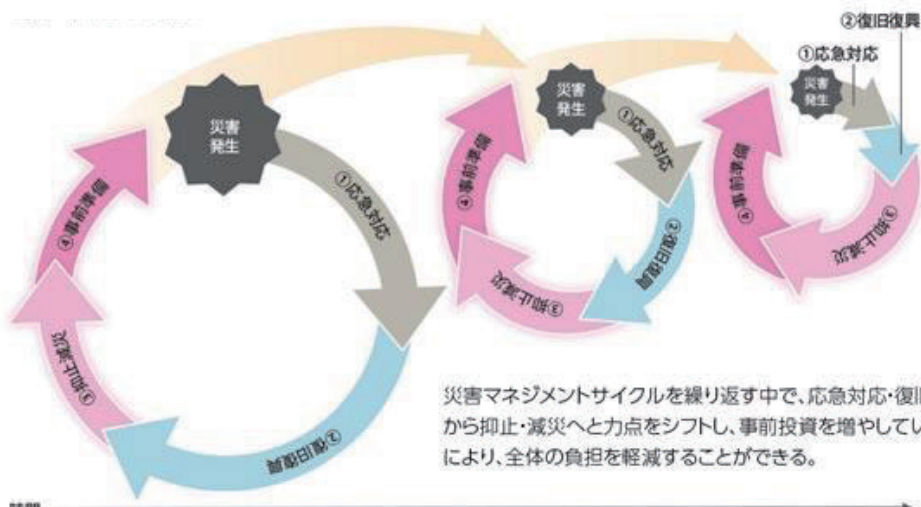 ②復旧復興
①応急対応
災害
発生
①応急対応
②復旧復興
③抑止減災
④事前準備
災害
発生
①応急対応
②復旧復興
③抑止減災
④事前準備
災害
発生
③抑止減災
④事前準備
災害マネジメントサイクルを繰り返す中で、応急対応・復旧
から抑止・減災へと力点をシフトし、事前投資を増やしてい
により、全体の負担を軽減することができる。